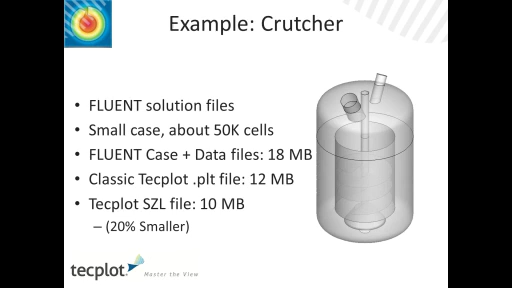 Example: Crutcher
• FLUENT solution files
• Small case, about 50K cells
• FLUENT Case + Data files: 18 MB
• Classic Tecplot .plt file: 12 MB
• Tecplot SZL file: 10 MB
– (20% Smaller)
tecplot. Master the View